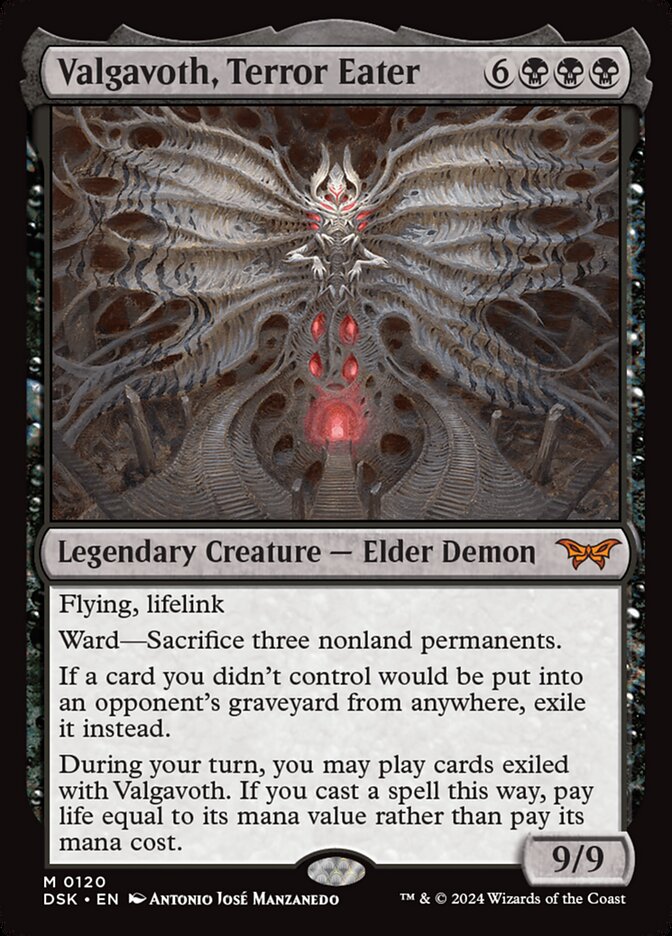 Valgavoth, Terror Eater 6
Legendary Creature — Elder Demon
Flying, lifelink
Ward—Sacrifice three nonland permanents.
If a card you didn't control would be put into
an opponent's graveyard from anywhere, exile
it instead.
During your turn, you may play cards exiled
with Valgavoth. If you cast a spell this way, pay
life equal to its mana value rather than pay its
mana cost.
9/9
M 0120
DSK • EN Antonio José Manzanedo
™ & © 2024 Wizards of the Coast